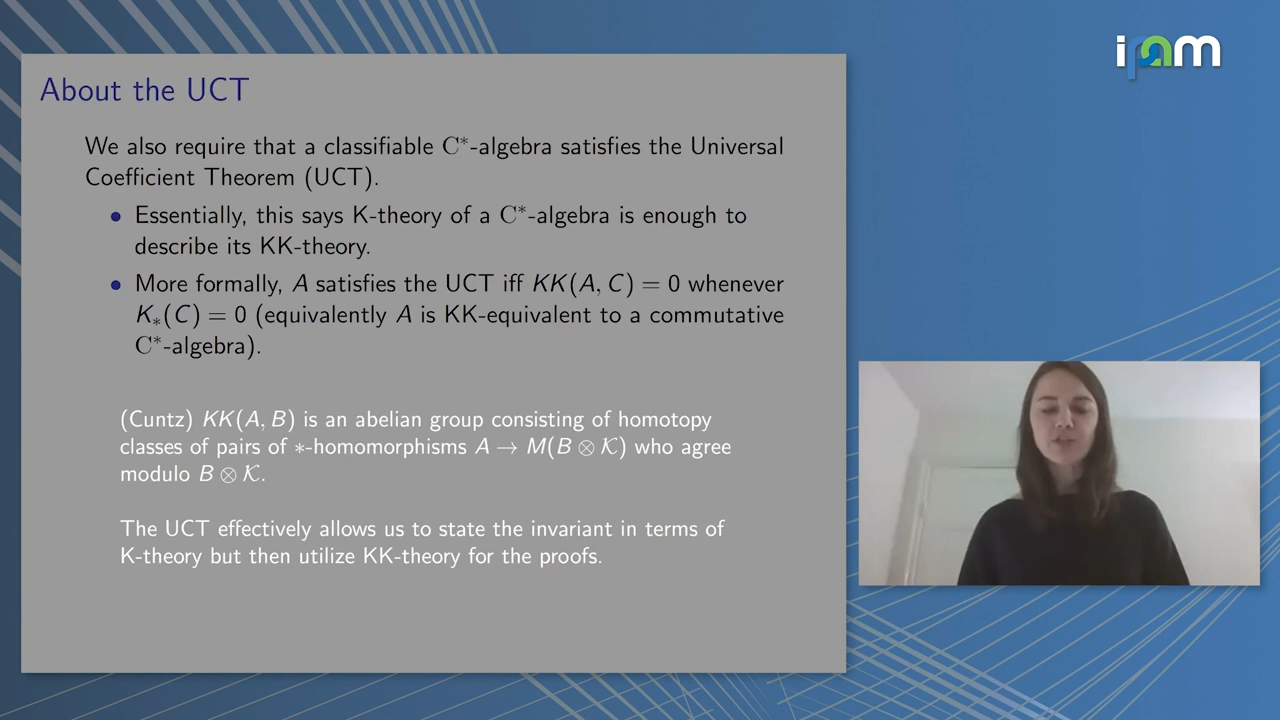 ipam
About the UCT
We also require that a classifiable C*-algebra satisfies the Universal
Coefficient Theorem (UCT).
• Essentially, this says K-theory of a C*-algebra is enough to
describe its KK-theory.
• More formally, A satisfies the UCT iff KK(A, C) = 0 whenever
K∗(C) = 0 (equivalently A is KK-equivalent to a commutative
C*-algebra).
(Cuntz) KK(A, B) is an abelian group consisting of homotopy
classes of pairs of ∗-homomorphisms A → M(B ⊗ 𝒦) who agree
modulo B ⊗ 𝒦.
The UCT effectively allows us to state the invariant in terms of
K-theory but then utilize KK-theory for the proofs.